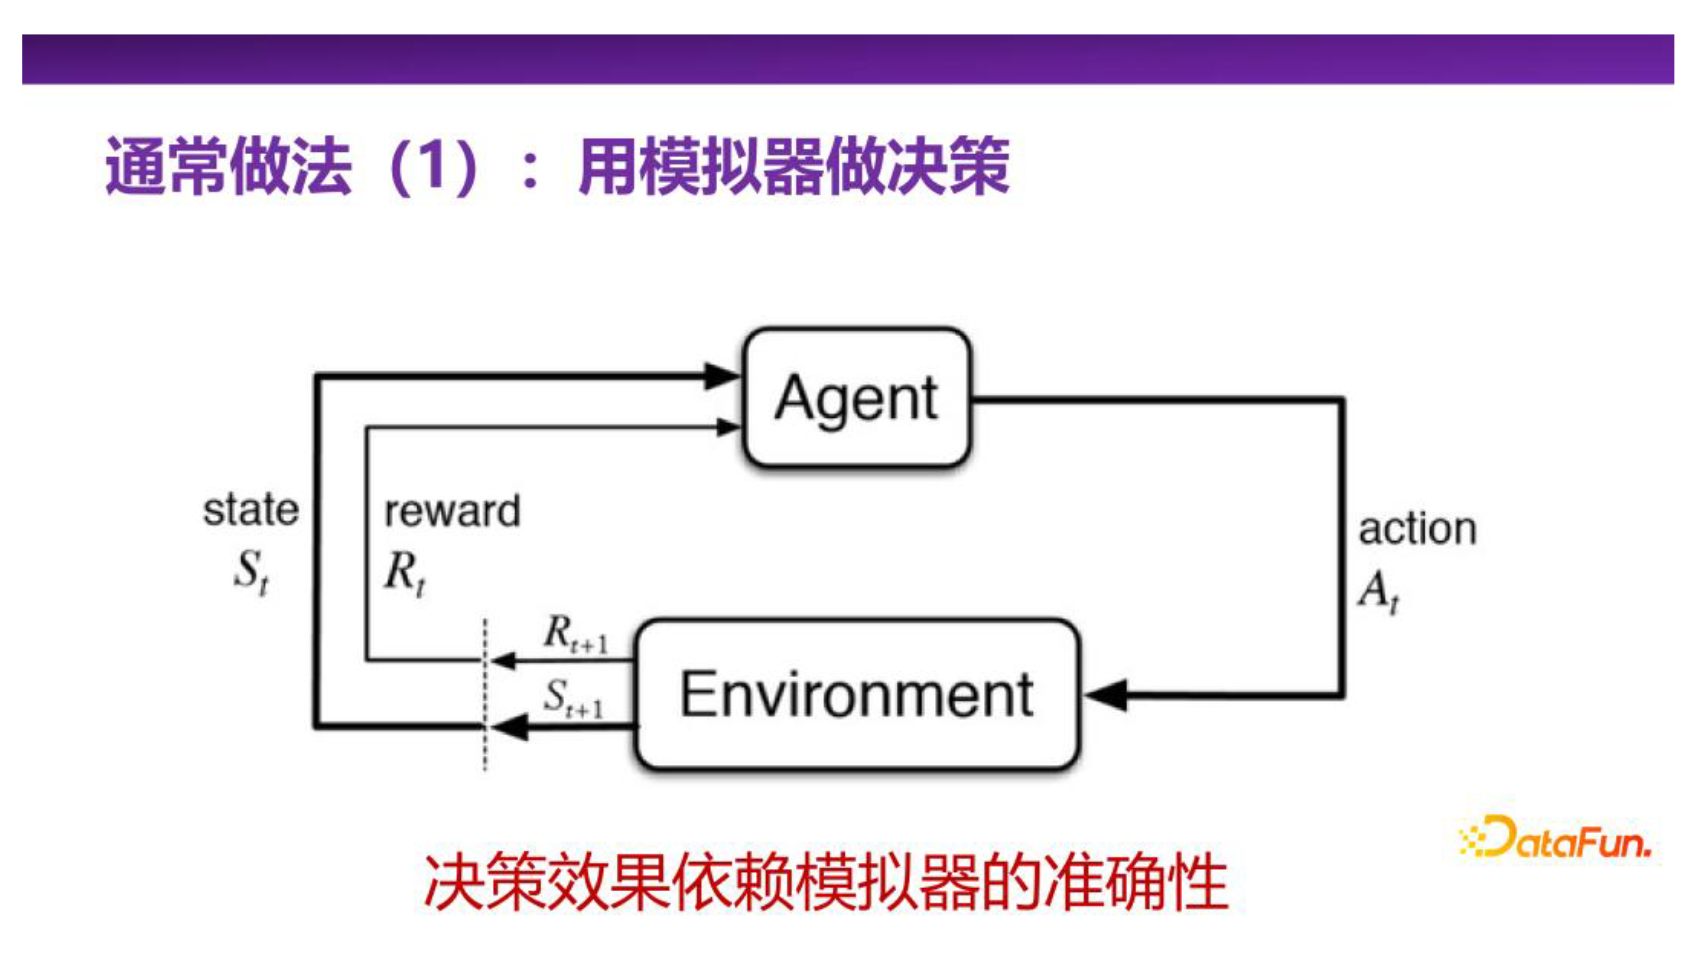 通常做法（1）：用模拟器做决策
Agent
state
S_t
reward
R_t
action
A_t
R_{t+1}
S_{t+1}
Environment
DataFun.
决策效果依赖模拟器的准确性